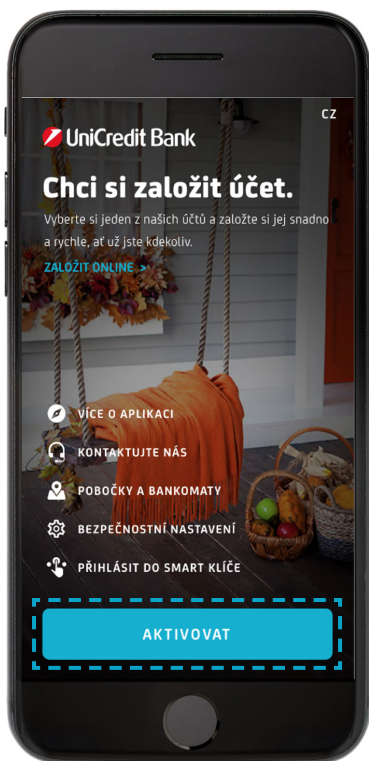 CZ
UniCredit Bank
Chci si založit účet.
Vyberte si jeden z našich účtů a založte si jej snadno
a rychle, ať už jste kdekoliv.
ZALOŽIT ONLINE >
VÍCE O APLIKACI
KONTAKTUJTE NÁS
POBOČKY A BANKOMATY
BEZPEČNOSTNÍ NASTAVENÍ
PŘIHLÁSIT DO SMART KLÍČE
AKTIVOVAT